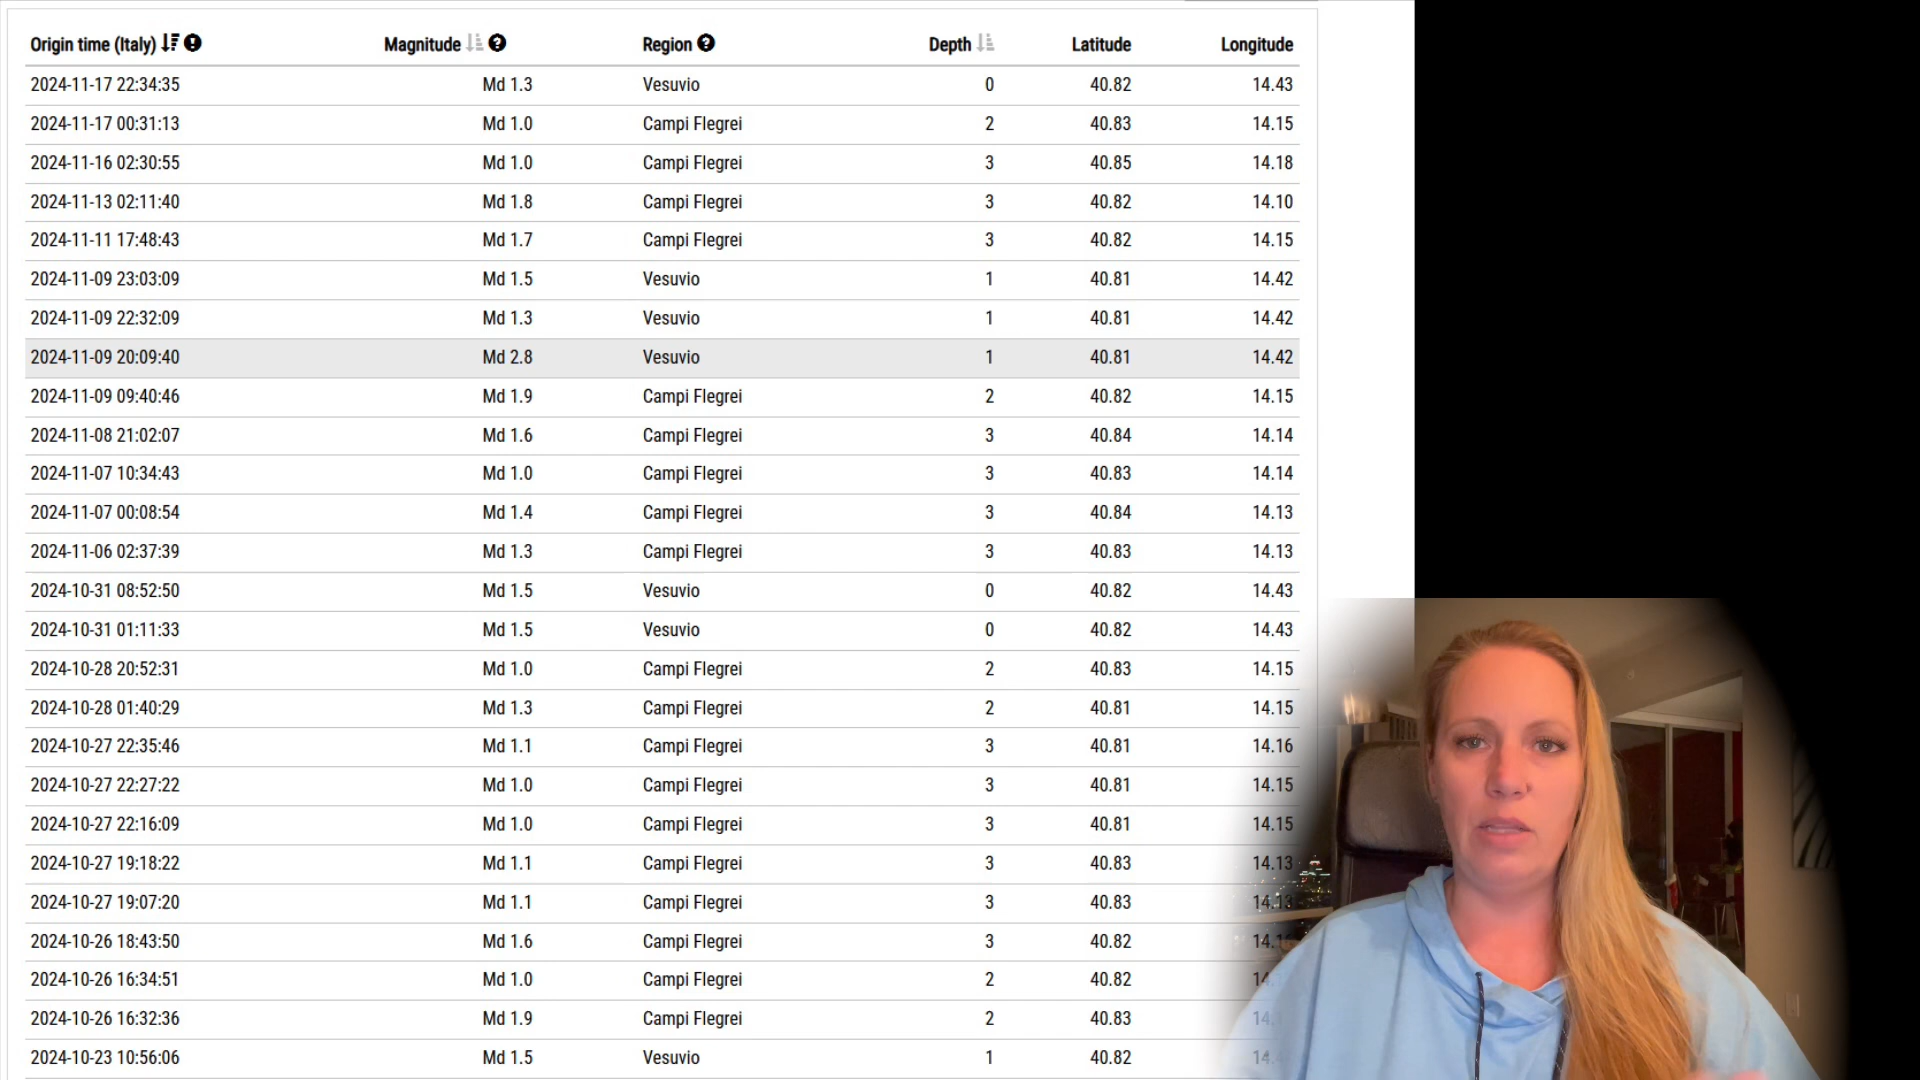 Origin time (Italy) Magnitude Region Depth Latitude Longitude
2024-11-17 22:34:35 Md 1.3 Vesuvio 0 40.82 14.43
2024-11-17 00:31:13 Md 1.0 Campi Flegrei 2 40.83 14.15
2024-11-16 02:30:55 Md 1.0 Campi Flegrei 3 40.85 14.18
2024-11-13 02:11:40 Md 1.8 Campi Flegrei 3 40.82 14.10
2024-11-11 17:48:43 Md 1.7 Campi Flegrei 3 40.82 14.15
2024-11-09 23:03:09 Md 1.5 Vesuvio 1 40.81 14.42
2024-11-09 22:32:09 Md 1.3 Vesuvio 1 40.81 14.42
2024-11-09 20:09:40 Md 2.8 Vesuvio 1 40.81 14.42
2024-11-09 09:40:46 Md 1.9 Campi Flegrei 2 40.82 14.15
2024-11-08 21:02:07 Md 1.6 Campi Flegrei 3 40.84 14.14
2024-11-07 10:34:43 Md 1.0 Campi Flegrei 3 40.83 14.14
2024-11-07 00:08:54 Md 1.4 Campi Flegrei 3 40.84 14.13
2024-11-06 02:37:39 Md 1.3 Campi Flegrei 3 40.83 14.13
2024-10-31 08:52:50 Md 1.5 Vesuvio 0 40.82 14.43
2024-10-31 01:11:33 Md 1.5 Vesuvio 0 40.82 14.43
2024-10-28 20:52:31 Md 1.0 Campi Flegrei 2 40.83 14.15
2024-10-28 01:40:29 Md 1.3 Campi Flegrei 2 40.81 14.15
2024-10-27 22:35:46 Md 1.1 Campi Flegrei 3 40.81 14.16
2024-10-27 22:27:22 Md 1.0 Campi Flegrei 3 40.81 14.15
2024-10-27 22:16:09 Md 1.0 Campi Flegrei 3 40.81 14.15
2024-10-27 19:18:22 Md 1.1 Campi Flegrei 3 40.83 14.13
2024-10-27 19:07:20 Md 1.1 Campi Flegrei 3 40.83 14.13
2024-10-26 18:43:50 Md 1.6 Campi Flegrei 3 40.82
2024-10-26 16:34:51 Md 1.0 Campi Flegrei 2 40.82
2024-10-26 16:32:36 Md 1.9 Campi Flegrei 2 40.83
2024-10-23 10:56:06 Md 1.5 Vesuvio 1 40.82